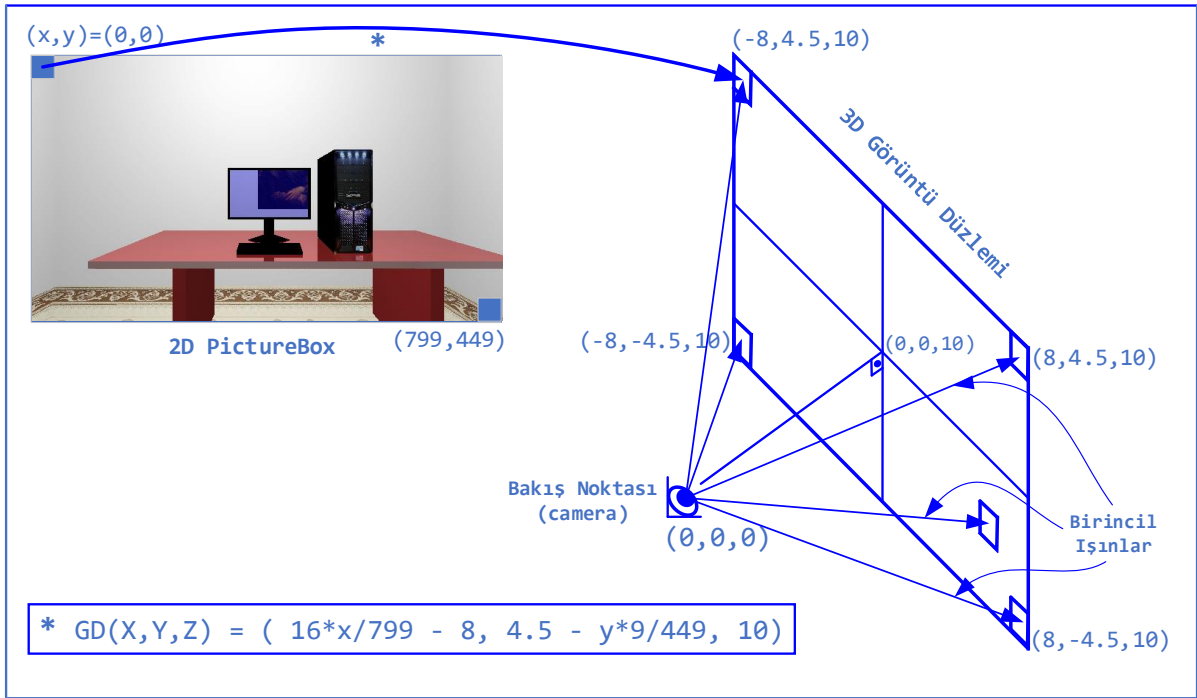 (x,y)=(0,0)
*
(-8,4.5,10)
3D Görüntü Düzlemi
2D PictureBox
(799,449)
(-8,-4.5,10)
(0,0,10)
(8,4.5,10)
Bakış Noktası
(camera)
(0,0,0)
Birincil
Işınlar
* GD(X,Y,Z) = ( 16*x/799 - 8, 4.5 - y*9/449, 10)
(8,-4.5,10)